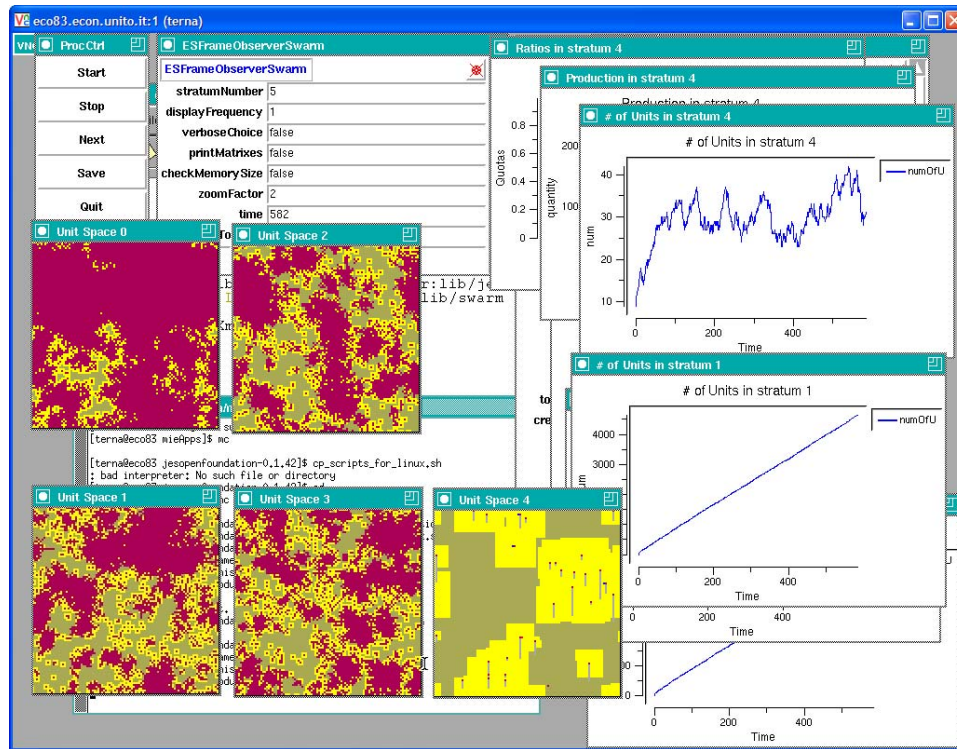 eco83.econ.unito.it:1 (terna)
ProcCtrl
Start
Stop
Next
Save
Quit
ESFrameObserverSwarm
ESFrameObserverSwarm
stratumNumber 5
displayFrequency 1
verboseChoice false
printMatrixes false
checkMemorySize false
zoomFactor 2
time 582
Ratios in stratum 4
0.8
0.6
0.4
0.2
0
Quotas
Production in stratum 4
Production in stratum 4
200
100
quantity
# of Units in stratum 4
# of Units in stratum 4
numOfU
40
30
20
10
num
0 200 400
Time
Unit Space 0
Unit Space 2
r:lib/je
lib/swarm
# of Units in stratum 1
# of Units in stratum 1
numOfU
4000
3000
0 200 400
Time
to
cre
[terna@eco83 mieApps]$ mc
[terna@eco83 jesopenfoundation-0.1.42]$ cp_scripts_for_linux.sh
: bad interpreter: No such file or directory
Unit Space 1
Unit Space 3
Unit Space 4
Time
0
0 200 400
Time